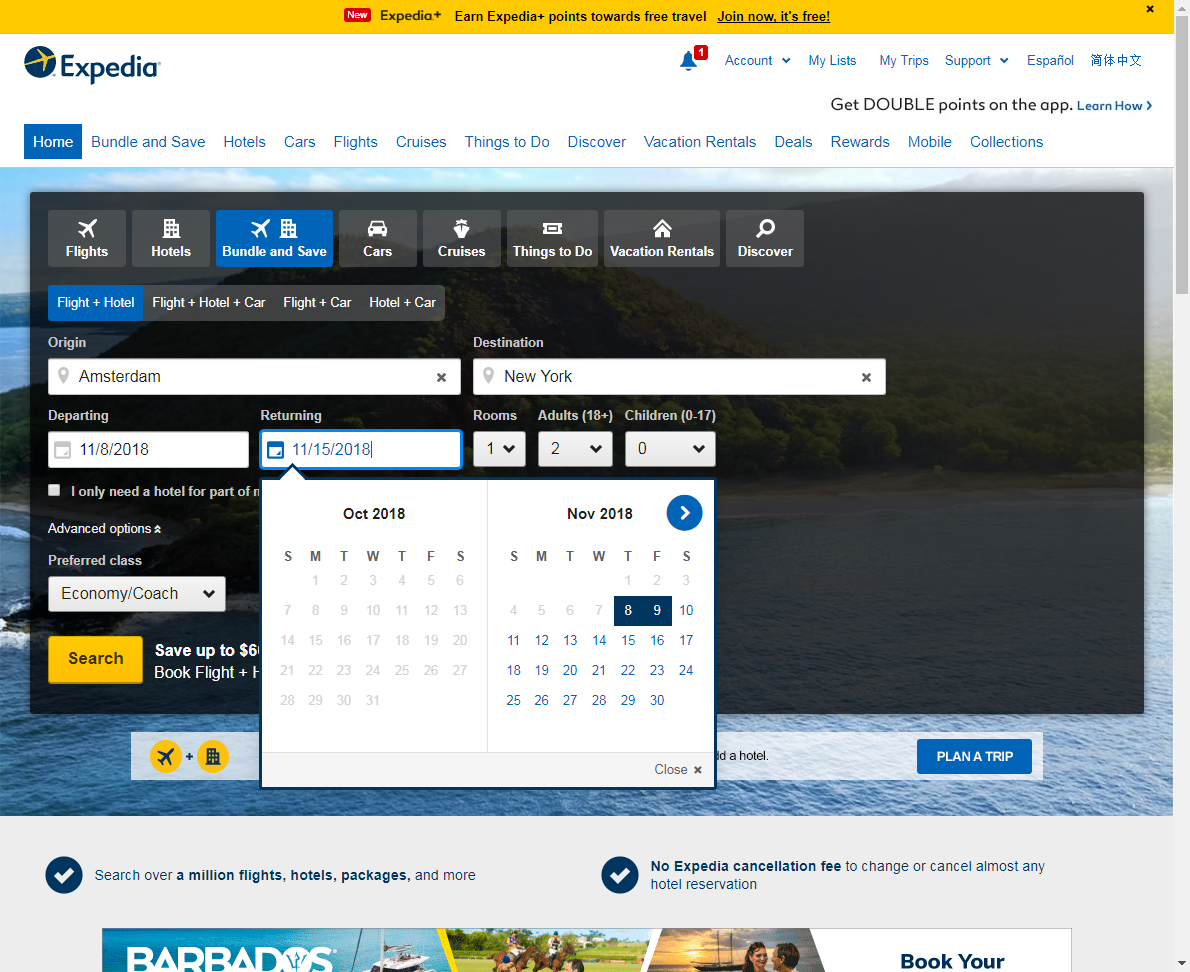 New Expedia+ Earn Expedia+ points towards free travel Join now, it's free!
Expedia
1 Account My Lists My Trips Support Español 简体中文
Get DOUBLE points on the app. Learn How
Home Bundle and Save Hotels Cars Flights Cruises Things to Do Discover Vacation Rentals Deals Rewards Mobile Collections
Flights Hotels Bundle and Save Cars Cruises Things to Do Vacation Rentals Discover
Flight + Hotel Flight + Hotel + Car Flight + Car Hotel + Car
Origin Destination
Amsterdam New York
Departing Returning Rooms Adults (18+) Children (0-17)
11/8/2018 11/15/2018 1 2 0
I only need a hotel for part of
Advanced options
Preferred class
Economy/Coach
Search
Save up to
Book Flight +
Oct 2018 Nov 2018
S M T W T F S S M T W T F S
1 2 3 4 5 6 1 2 3
7 8 9 10 11 12 13 4 5 6 7 8 9 10
14 15 16 17 18 19 20 11 12 13 14 15 16 17
21 22 23 24 25 26 27 18 19 20 21 22 23 24
28 29 30 31 25 26 27 28 29 30
Close
+ a hotel. PLAN A TRIP
Search over a million flights, hotels, packages, and more
No Expedia cancellation fee to change or cancel almost any
hotel reservation
BARBADOS Book Your